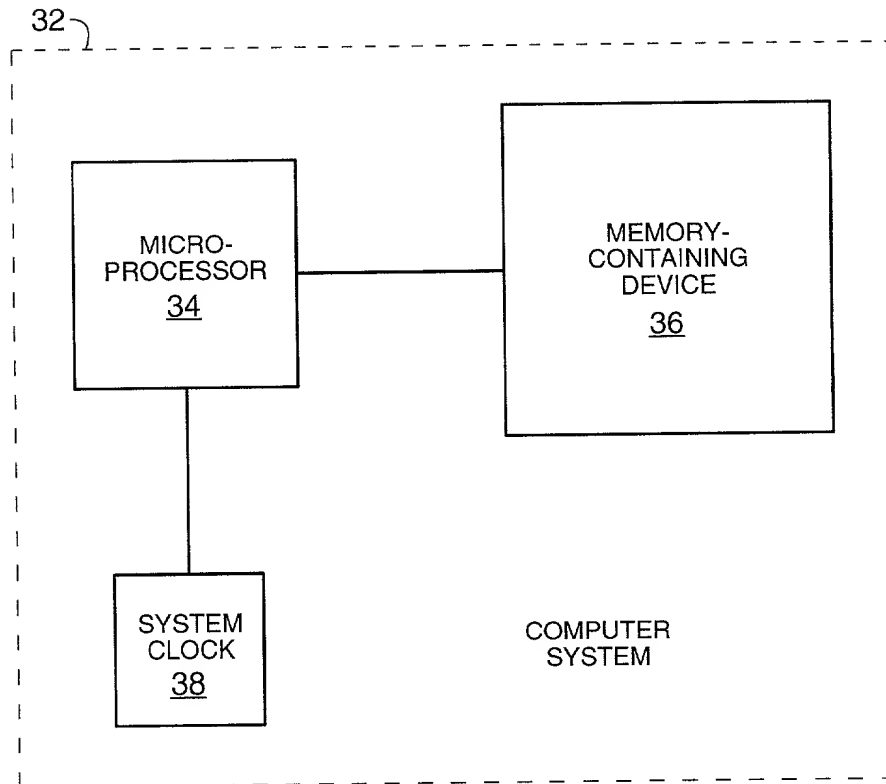 32
MICRO-
PROCESSOR
34
MEMORY-
CONTAINING
DEVICE
36
SYSTEM
CLOCK
38
COMPUTER
SYSTEM